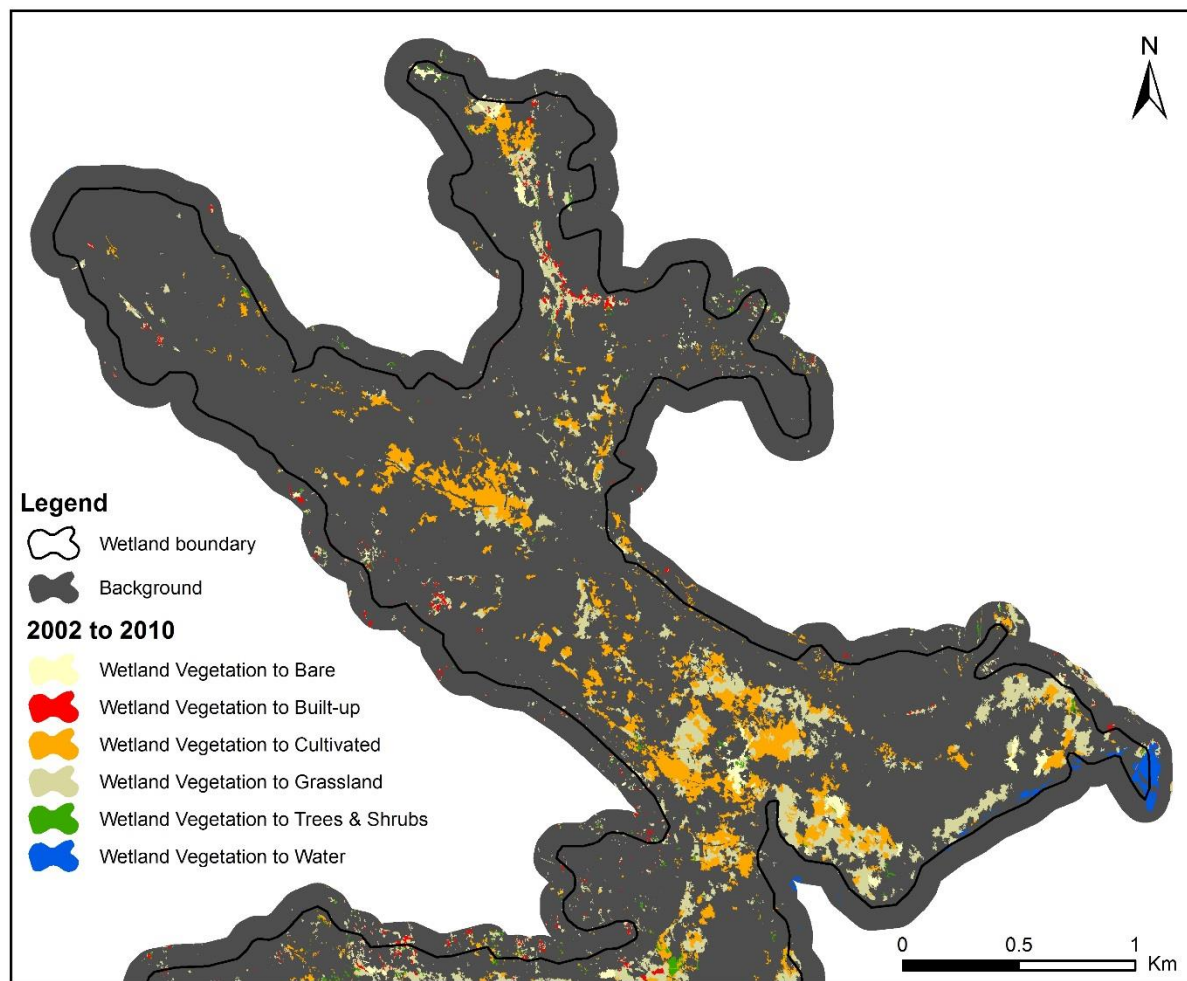 N
Legend
Wetland boundary
Background
2002 to 2010
Wetland Vegetation to Bare
Wetland Vegetation to Built-up
Wetland Vegetation to Cultivated
Wetland Vegetation to Grassland
Wetland Vegetation to Trees & Shrubs
Wetland Vegetation to Water
0 0.5 1
Km